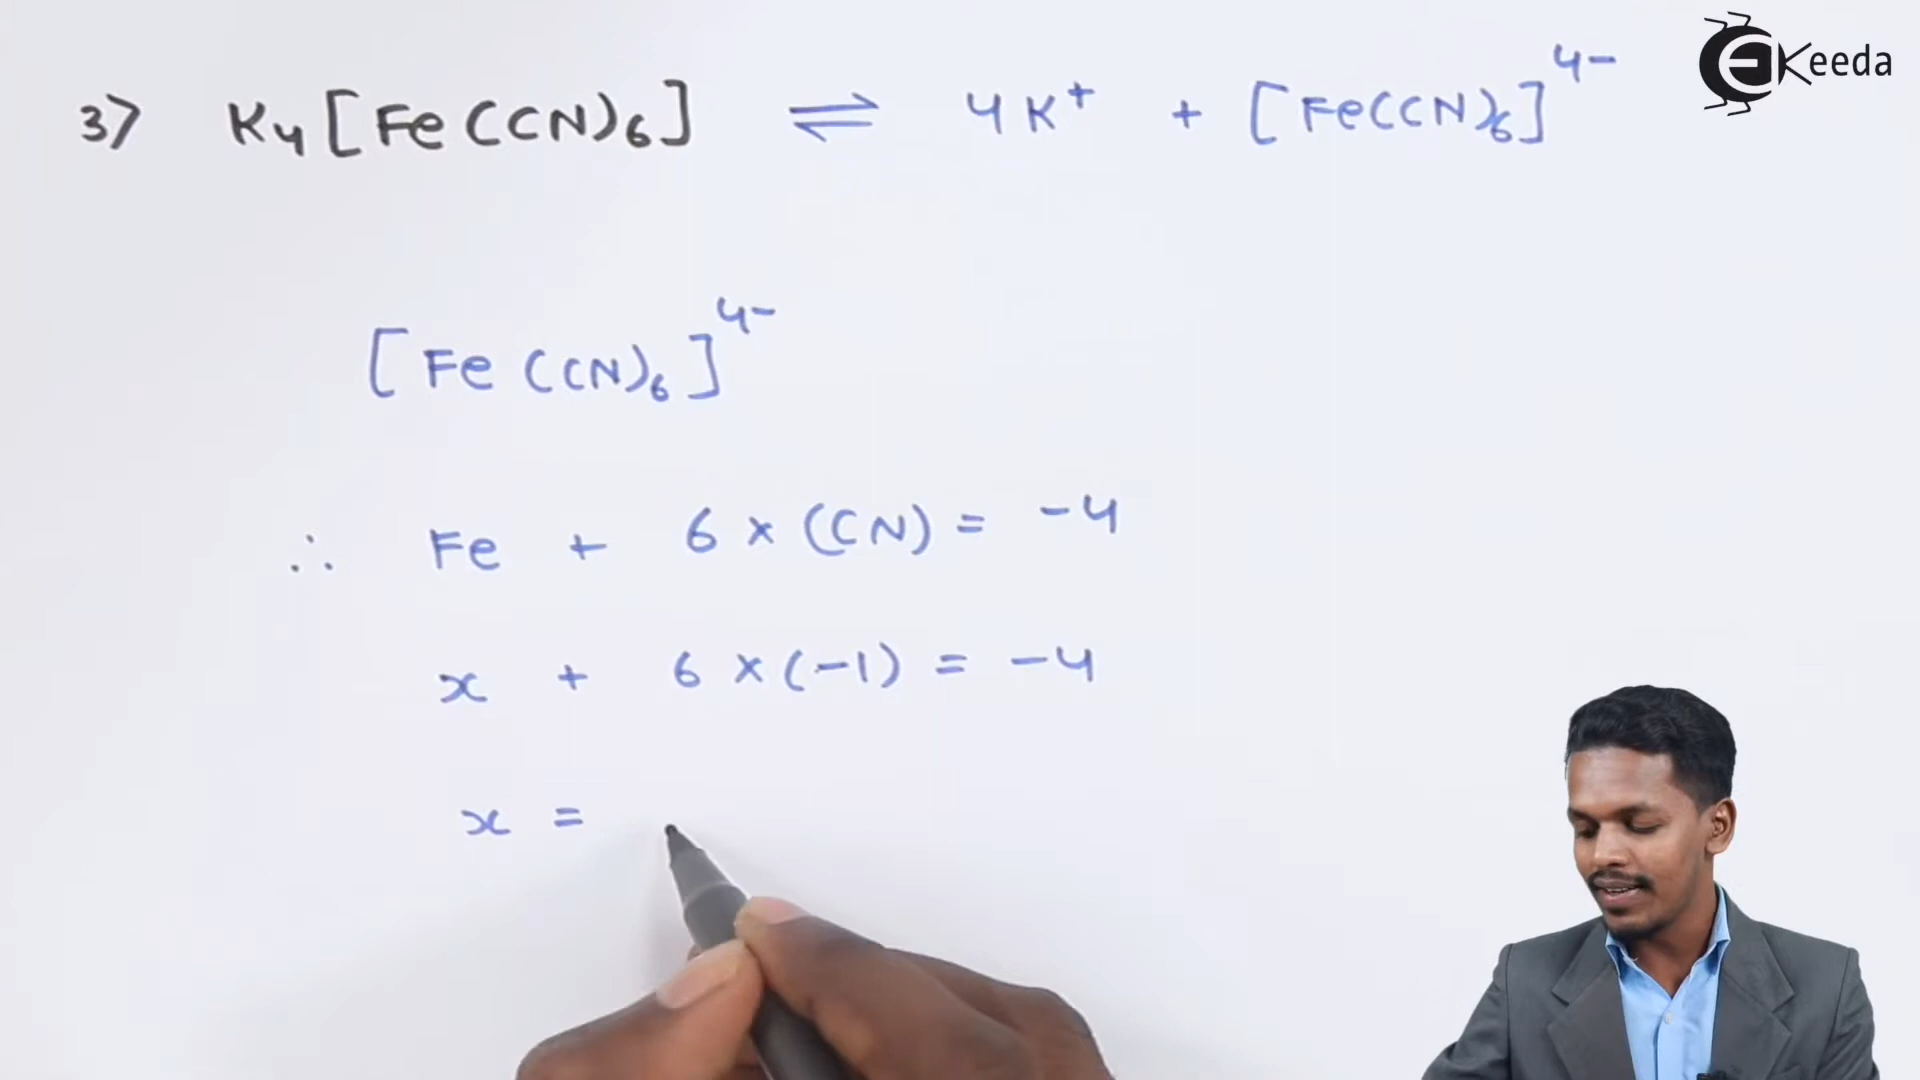 EKeeda
3) K₄[Fe(CN)₆] ⇌ 4K⁺ + [Fe(CN)₆]⁴⁻
[Fe(CN)₆]⁴⁻
∴ Fe + 6 × (CN) = -4
x + 6 × (-1) = -4
x =